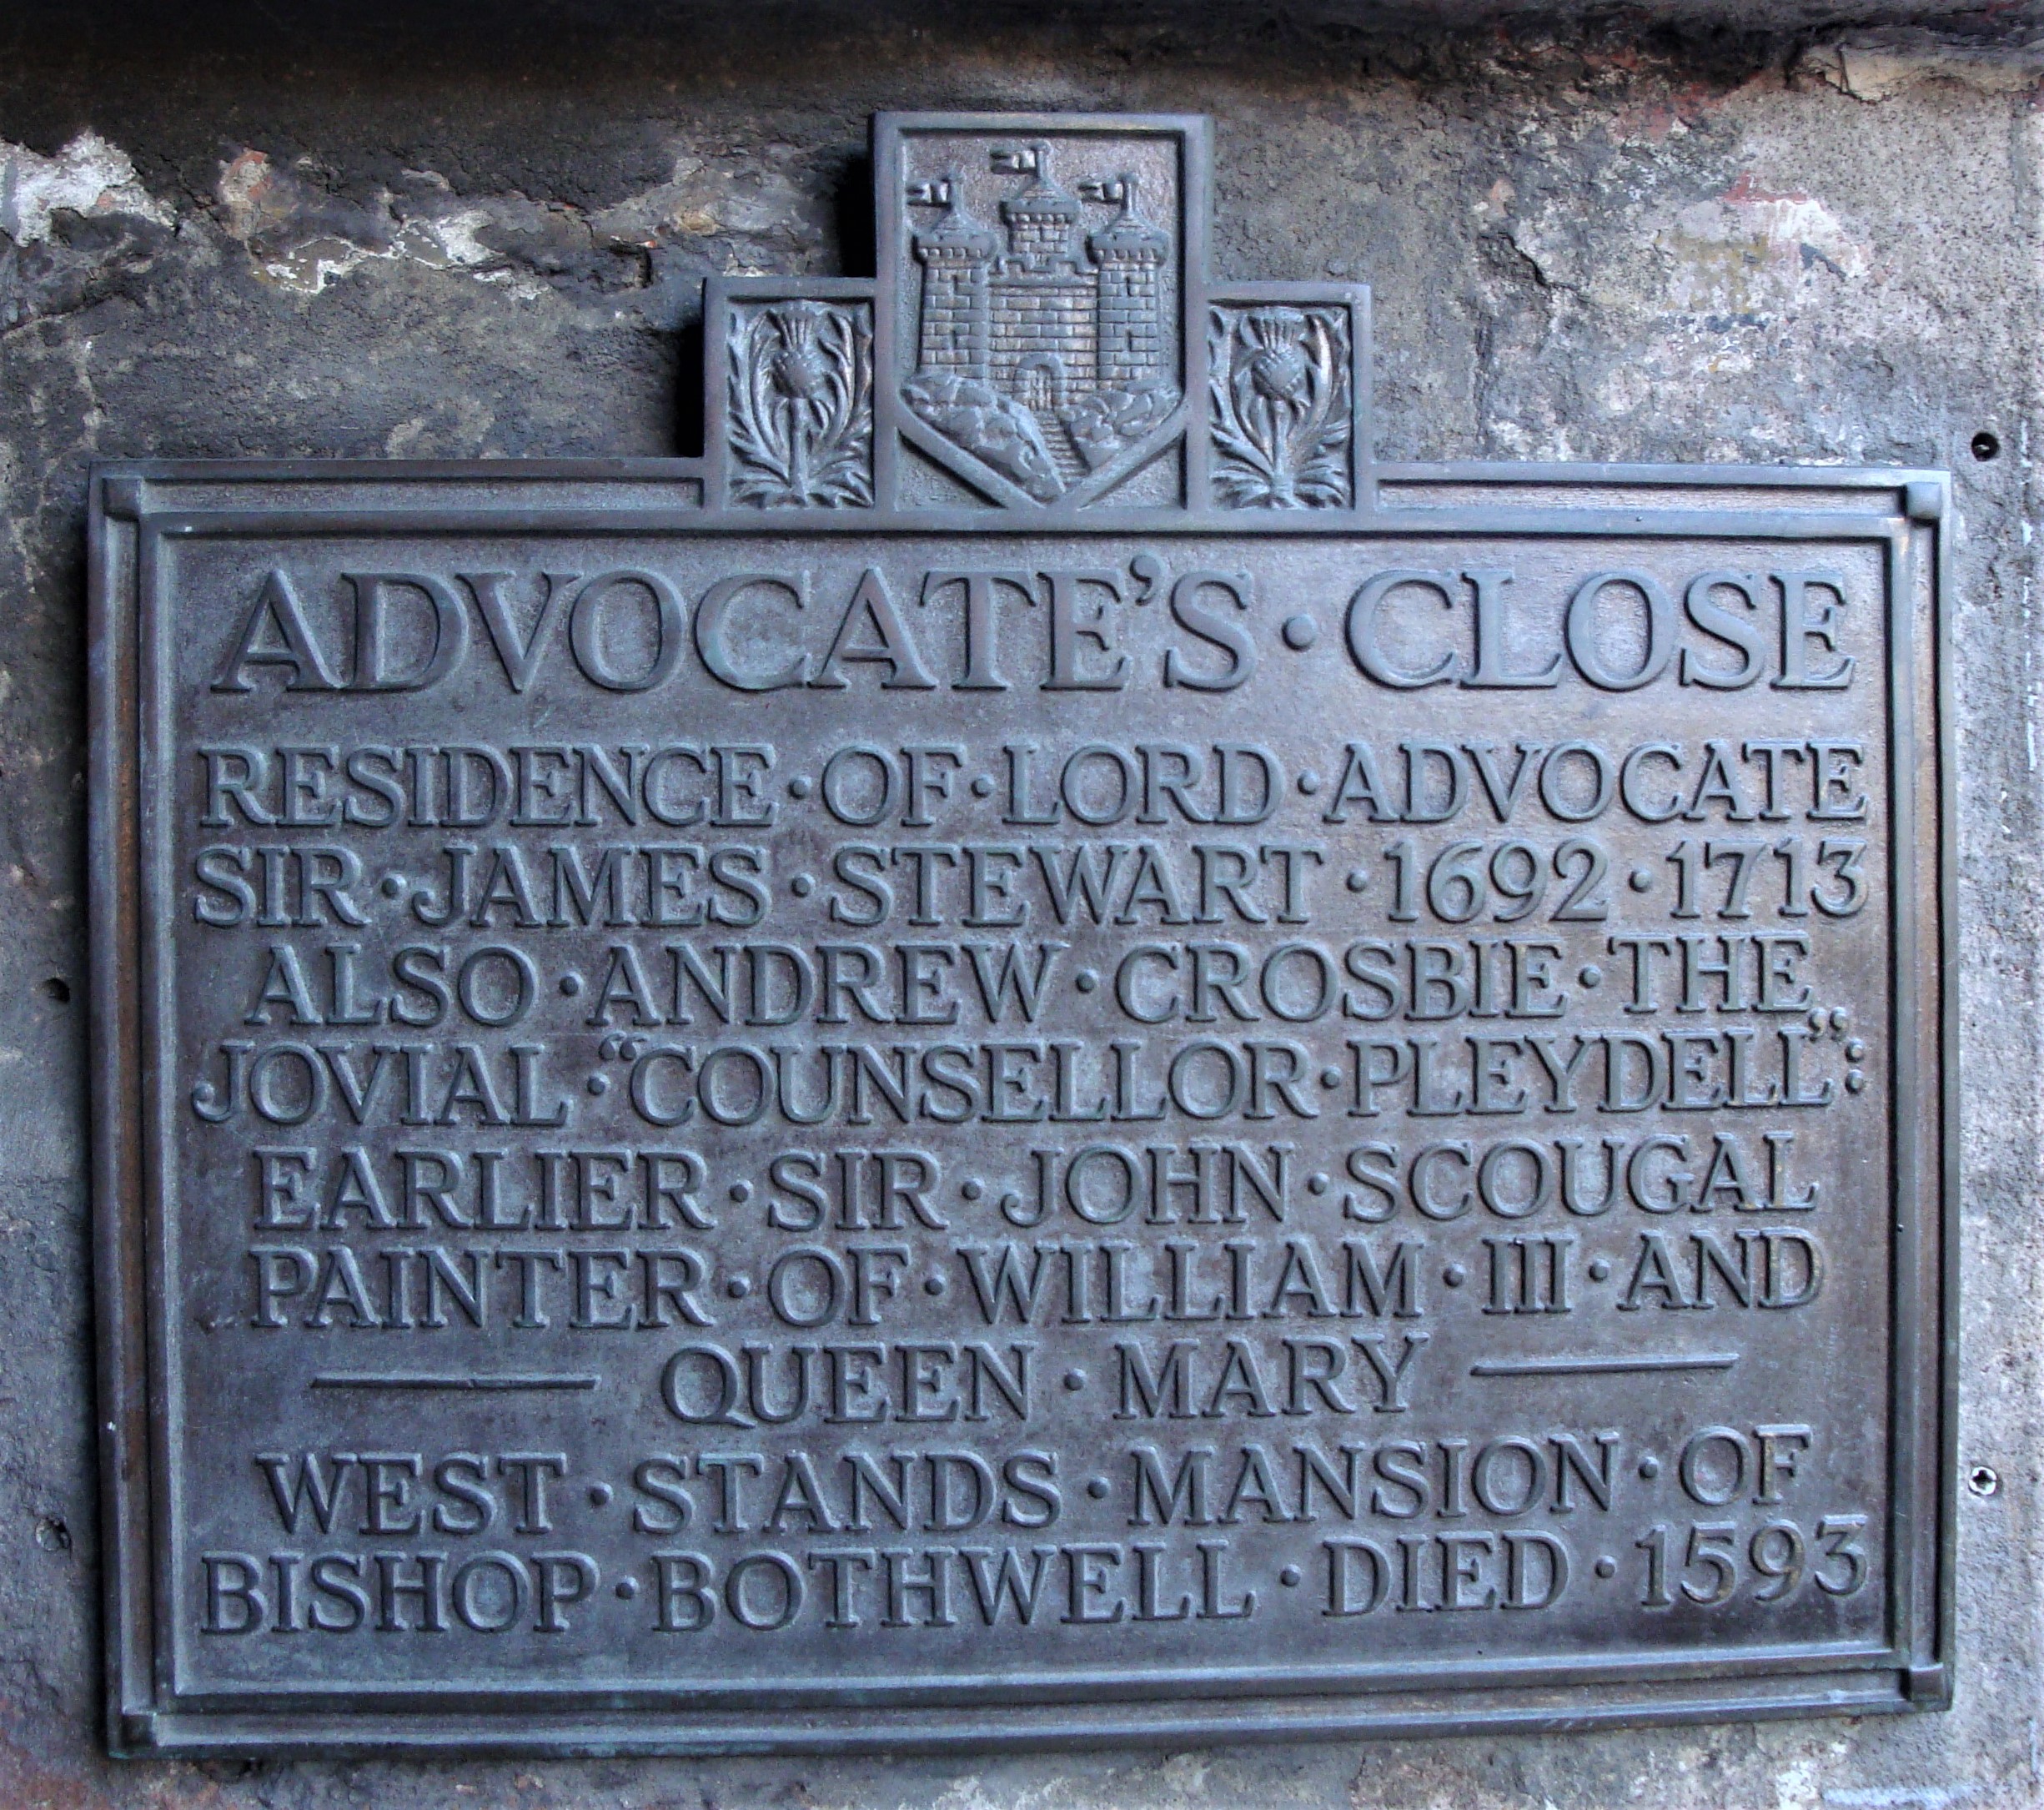 ADVOCATE'S · CLOSE
RESIDENCE · OF · LORD · ADVOCATE
SIR · JAMES · STEWART · 1692 · 1713
ALSO · ANDREW · CROSBIE · THE
JOVIAL · "COUNSELLOR · PLEYDELL":
EARLIER · SIR · JOHN · SCOUGAL
PAINTER · OF · WILLIAM · III · AND
QUEEN · MARY
WEST · STANDS · MANSION · OF
BISHOP · BOTHWELL · DIED · 1593